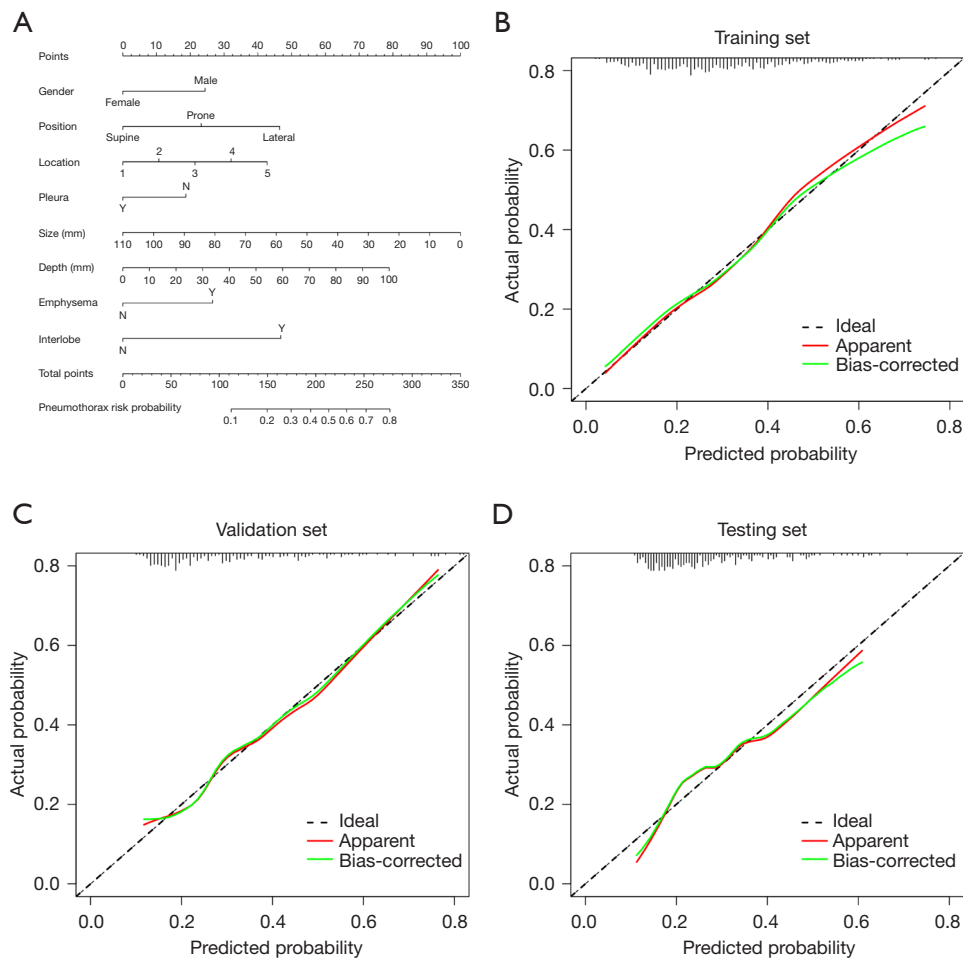 A
Points
0 10 20 30 40 50 60 70 80 90 100
Gender
Male
Female
Position
Prone
Supine Lateral
Location
2 4
1 3 5
Pleura
N
Y
Size (mm)
110 100 90 80 70 60 50 40 30 20 10 0
Depth (mm)
0 10 20 30 40 50 60 70 80 90 100
Emphysema
Y
N
Interlobe
Y
N
Total points
0 50 100 150 200 250 300 350
Pneumothorax risk probability
0.1 0.2 0.3 0.4 0.5 0.6 0.7 0.8
B
Training set
Actual probability
0.8
0.6
0.4
0.2
0.0
Ideal
Apparent
Bias-corrected
0.0 0.2 0.4 0.6 0.8
Predicted probability
C
Validation set
Actual probability
0.8
0.6
0.4
0.2
0.0
Ideal
Apparent
Bias-corrected
0.0 0.2 0.4 0.6 0.8
Predicted probability
D
Testing set
Actual probability
0.8
0.6
0.4
0.2
0.0
Ideal
Apparent
Bias-corrected
0.0 0.2 0.4 0.6 0.8
Predicted probability